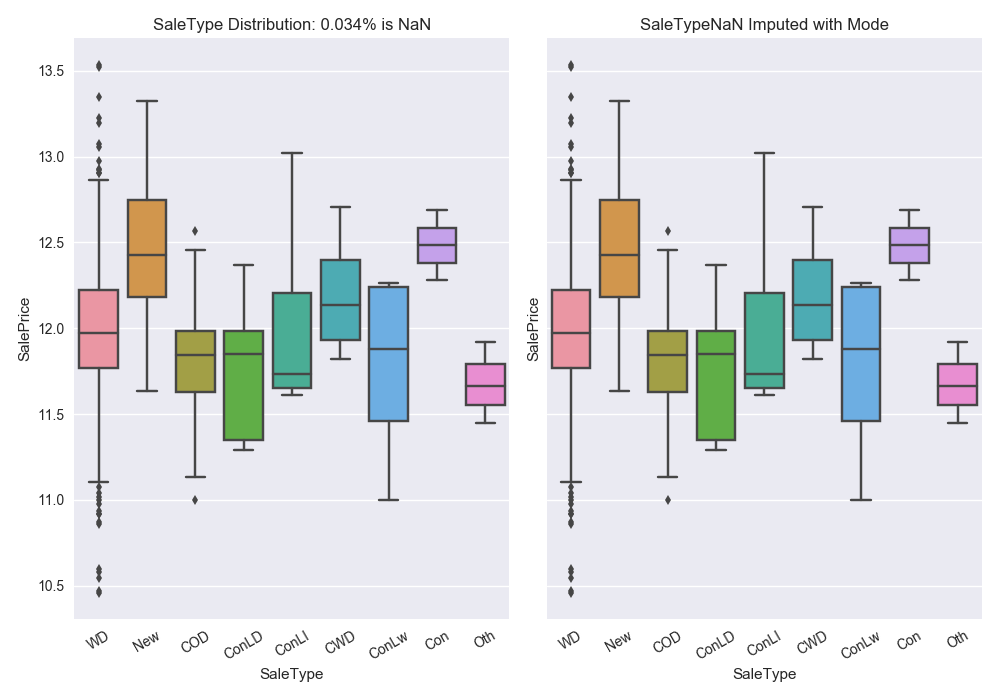 SaleType Distribution: 0.034% is NaN
SaleTypeNaN Imputed with Mode
SalePrice
13.5
13.0
12.5
12.0
11.5
11.0
10.5
WD New COD ConLD ConLI CWD ConLw Con Oth
SaleType
SalePrice
WD New COD ConLD ConLI CWD ConLw Con Oth
SaleType